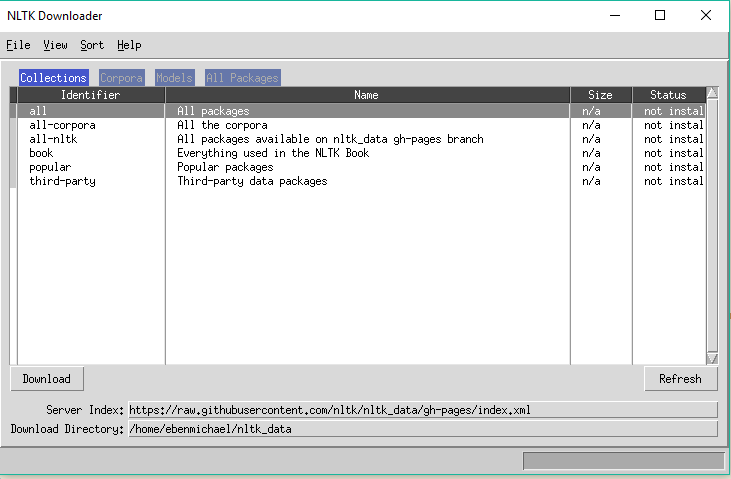 NLTK Downloader
File View Sort Help
Collections Corpora Models All Packages
Identifier Name Size Status
all All packages n/a not instal
all-corpora All the corpora n/a not instal
all-nltk All packages available on nltk_data gh-pages branch n/a not instal
book Everything used in the NLTK Book n/a not instal
popular Popular packages n/a not instal
third-party Third-party data packages n/a not instal
Download Refresh
Server Index: https://raw.githubusercontent.com/nltk/nltk_data/gh-pages/index.xml
Download Directory: /home/ebenmichael/nltk_data